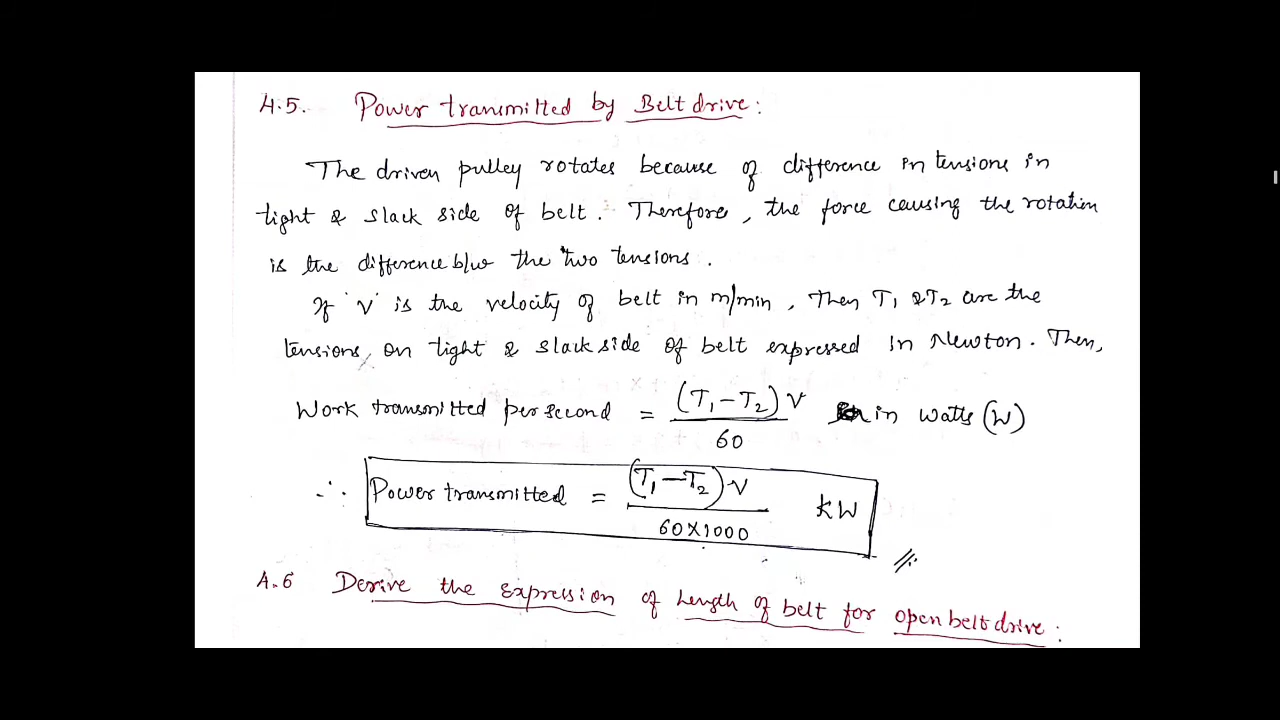 4.5. Power transmitted by Belt drive:
The driven pulley rotates because of difference in tensions in
tight & slack side of belt. Therefore, the force causing the rotation
is the difference b/w the two tensions.
If 'V' is the velocity of belt in m/min, Then T₁ & T₂ are the
tensions on tight & slack side of belt expressed in Newton. Then,
Work transmitted per second = (T₁ - T₂) V / 60 in watts (W)
∴ Power transmitted = (T₁ - T₂) V / 60 X 1000 kW
4.6 Derive the expression of Length of belt for open belt drive: